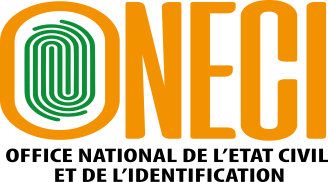 ONECI
OFFICE NATIONAL DE L'ETAT CIVIL
ET DE L'IDENTIFICATION